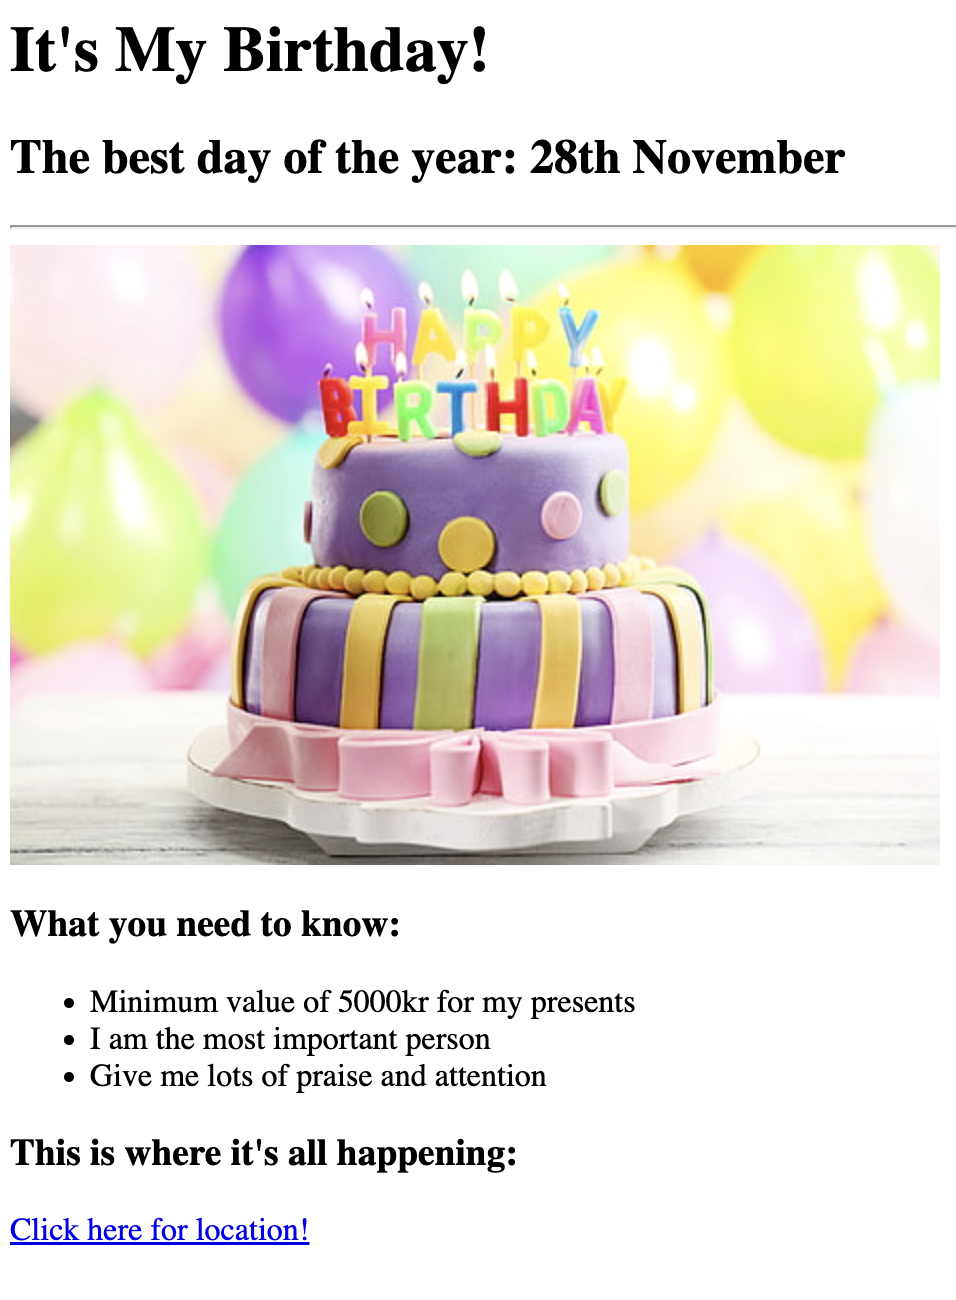 It's My Birthday!
The best day of the year: 28th November
HAPPY
BIRTHDAY
What you need to know:
• Minimum value of 5000kr for my presents
• I am the most important person
• Give me lots of praise and attention
This is where it's all happening:
Click here for location!